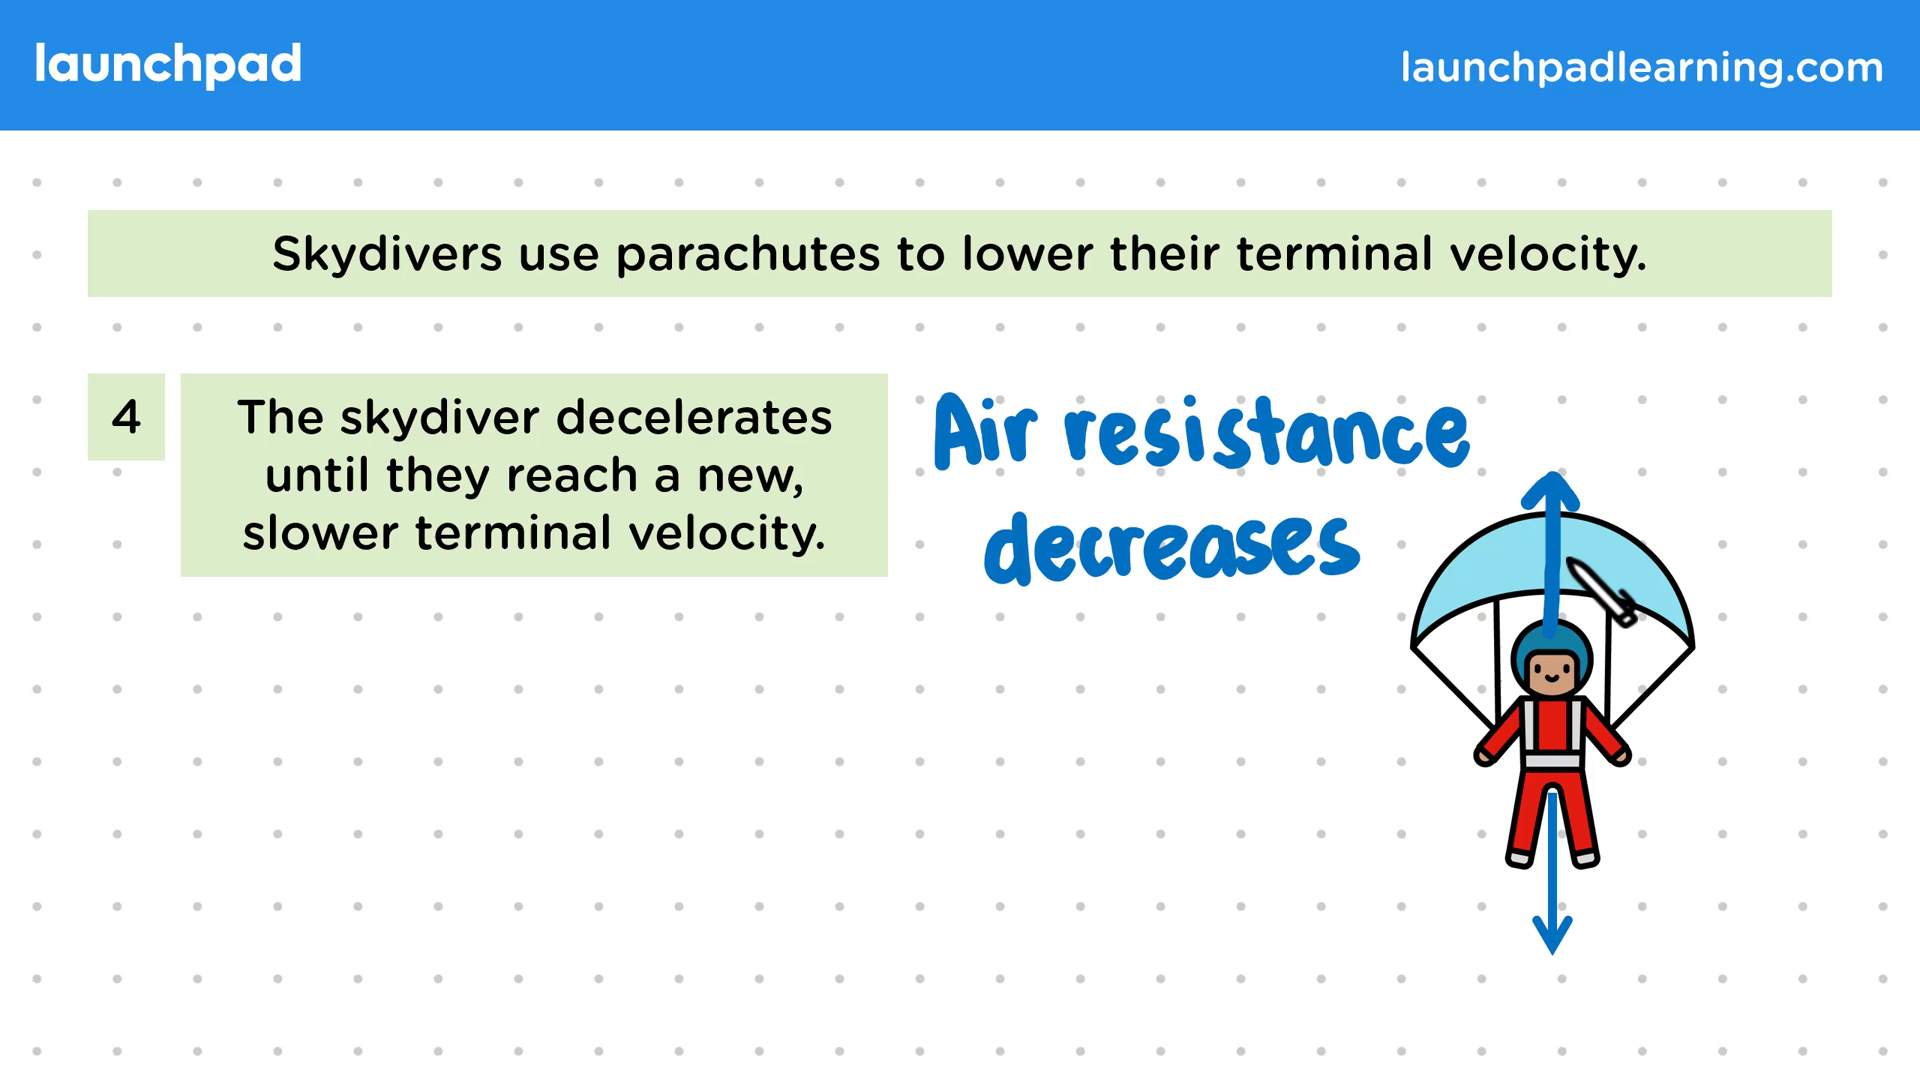 launchpad
launchpadlearning.com
Skydivers use parachutes to lower their terminal velocity.
4
The skydiver decelerates
until they reach a new,
slower terminal velocity.
Air resistance
decreases